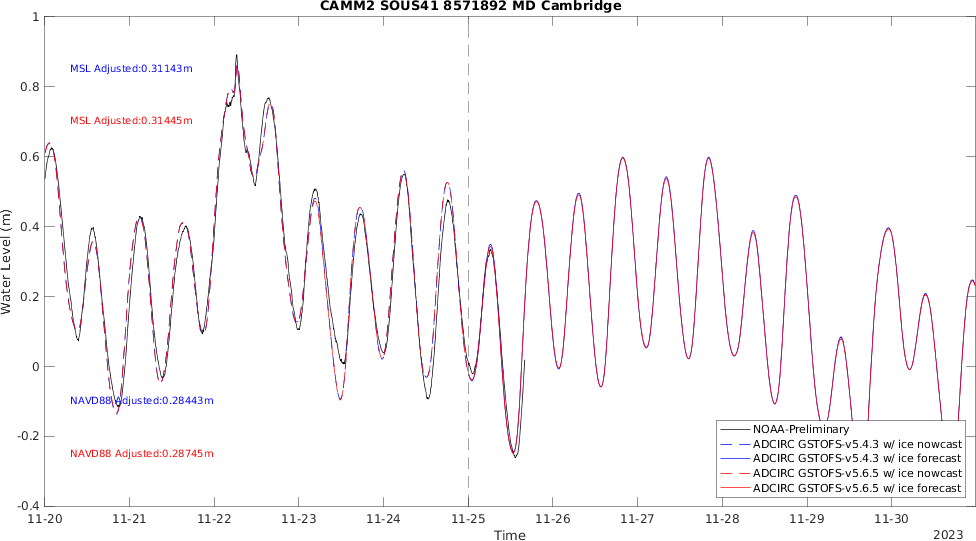 CAMM2 SOUS41 8571892 MD Cambridge
1
0.8
0.6
0.4
0.2
0
-0.2
-0.4
Water Level (m)
MSL Adjusted:0.31143m
MSL Adjusted:0.31445m
NAVD88 Adjusted:0.28443m
NAVD88 Adjusted:0.28745m
NOAA-Preliminary
ADCIRC GSTOFS-v5.4.3 w/ ice nowcast
ADCIRC GSTOFS-v5.4.3 w/ ice forecast
ADCIRC GSTOFS-v5.6.5 w/ ice nowcast
ADCIRC GSTOFS-v5.6.5 w/ ice forecast
11-20 11-21 11-22 11-23 11-24 11-25 11-26 11-27 11-28 11-29 11-30
Time
2023